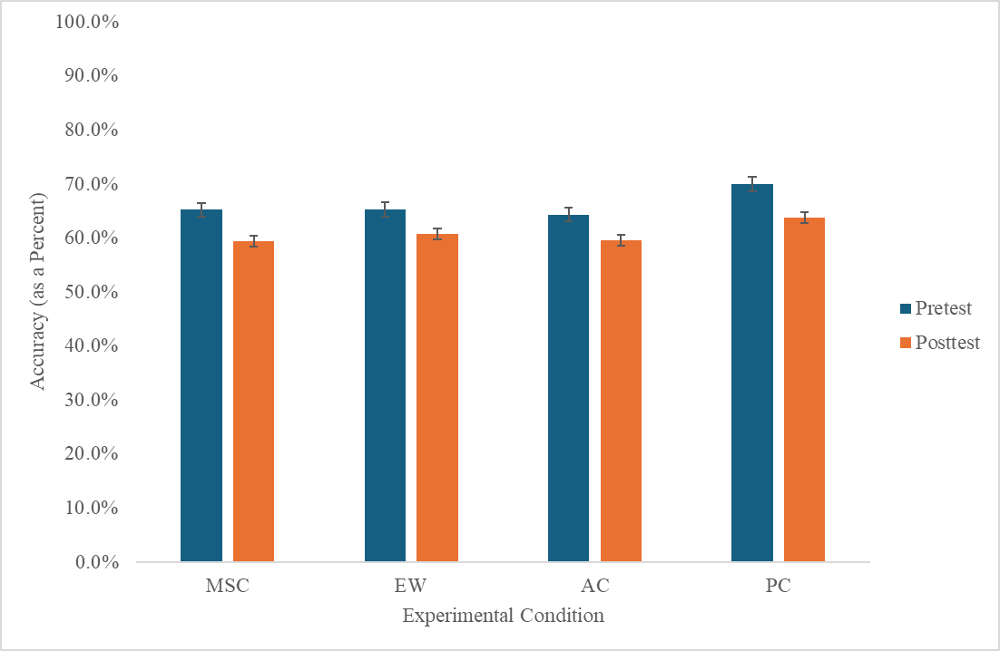 100.0%
90.0%
80.0%
70.0%
60.0%
50.0%
40.0%
30.0%
20.0%
10.0%
0.0%
Accuracy (as a Percent)
MSC EW AC PC
Experimental Condition
Pretest
Posttest